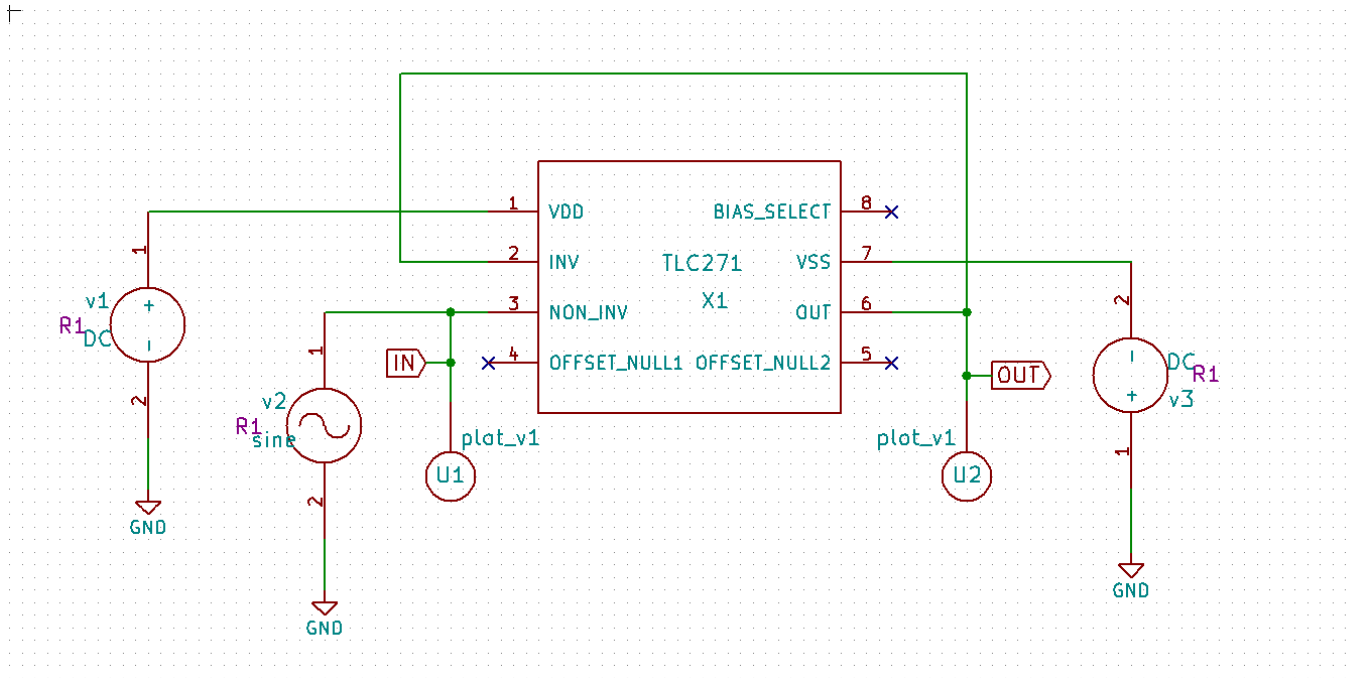 1
VDD
BIAS_SELECT
8
1
2
INV
TLC271
VSS
7
v1
+
R1
DC
X1
2
3
NON_INV
OUT
6
1
IN
4
OFFSET_NULL1
OFFSET_NULL2
5
OUT
DC
R1
+
v3
2
v2
R1
sine
plot_v1
plot_v1
1
U1
U2
2
GND
GND
GND